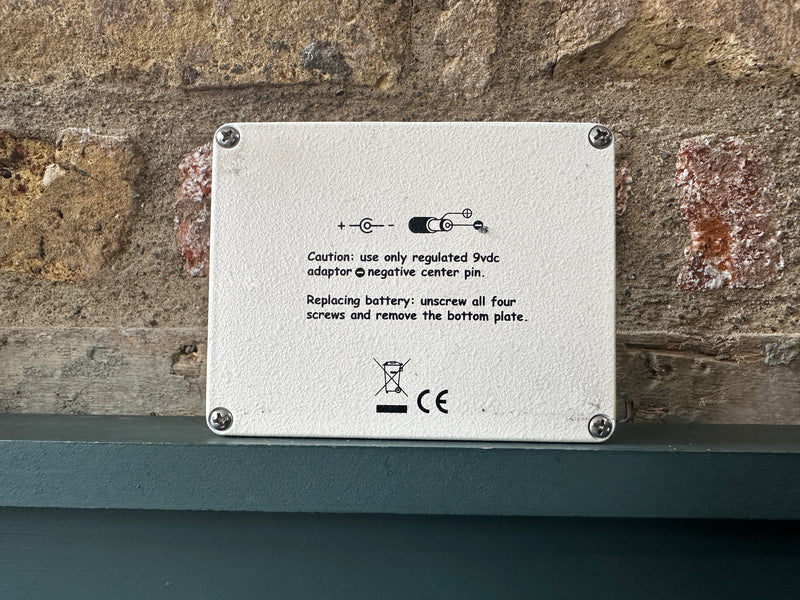 + -
+
-
Caution: use only regulated 9vdc
adaptor - negative center pin.
Replacing battery: unscrew all four
screws and remove the bottom plate.
CE